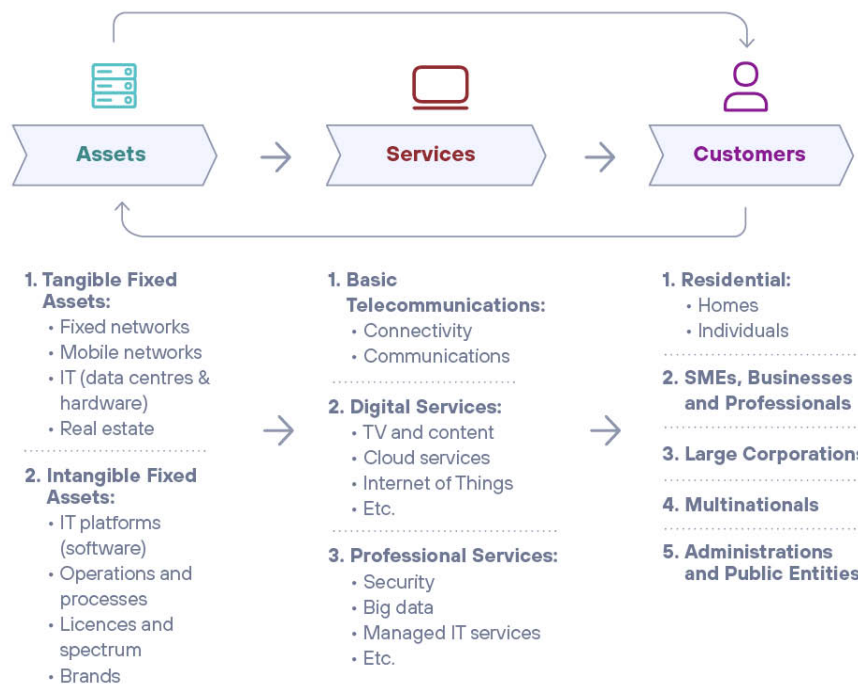 Assets
Services
Customers
1. Tangible Fixed
Assets:
• Fixed networks
• Mobile networks
• IT (data centres &
hardware)
• Real estate
2. Intangible Fixed
Assets:
• IT platforms
(software)
• Operations and
processes
• Licences and
spectrum
• Brands
1. Basic
Telecommunications:
• Connectivity
• Communications
2. Digital Services:
• TV and content
• Cloud services
• Internet of Things
• Etc.
3. Professional Services:
• Security
• Big data
• Managed IT services
• Etc.
1. Residential:
• Homes
• Individuals
2. SMEs, Businesses
and Professionals
3. Large Corporations
4. Multinationals
5. Administrations
and Public Entities